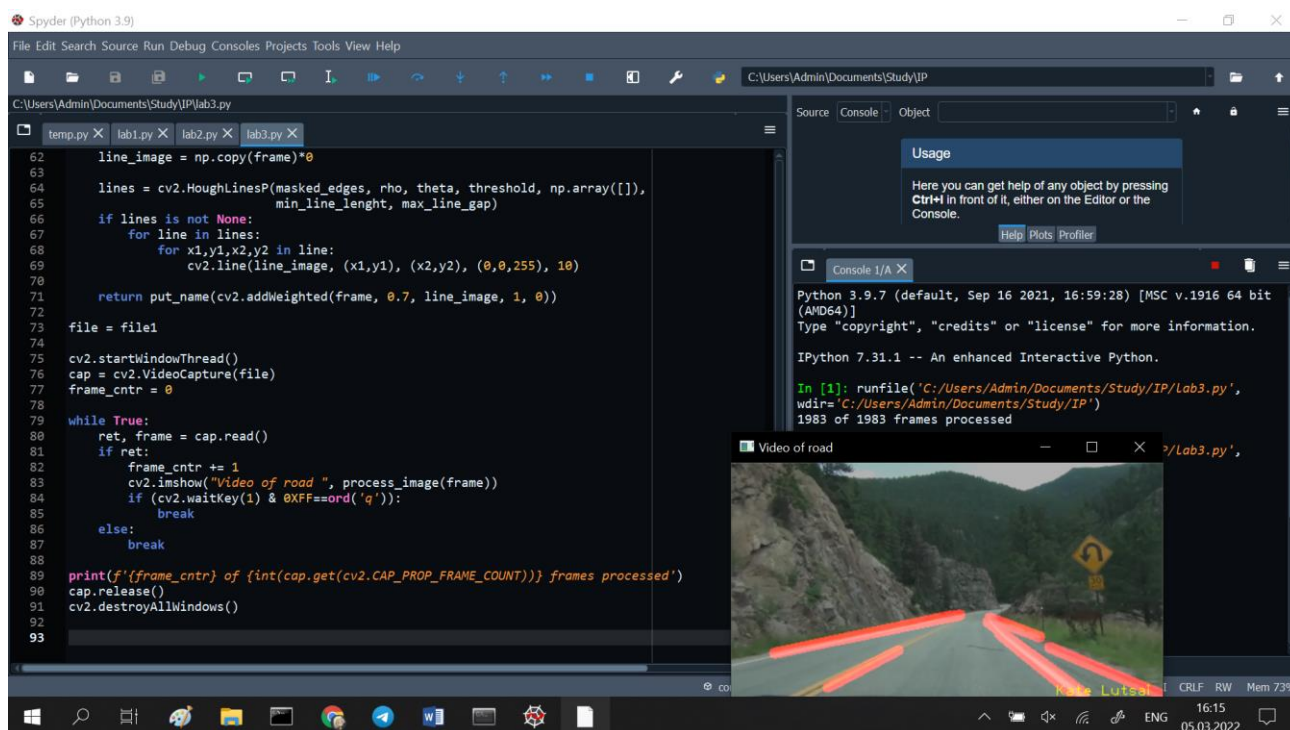 Spyder (Python 3.9)
File Edit Search Source Run Debug Consoles Projects Tools View Help
C:\Users\Admin\Documents\Study\IP
C:\Users\Admin\Documents\Study\IP\lab3.py
temp.py lab1.py lab2.py lab3.py
62 line_image = np.copy(frame)*0
63
64 lines = cv2.HoughLinesP(masked_edges, rho, theta, threshold, np.array([]),
65 min_line_lenght, max_line_gap)
66 if lines is not None:
67 for line in lines:
68 for x1,y1,x2,y2 in line:
69 cv2.line(line_image, (x1,y1), (x2,y2), (0,0,255), 10)
70
71 return put_name(cv2.addWeighted(frame, 0.7, line_image, 1, 0))
72
73 file = file1
74
75 cv2.startWindowThread()
76 cap = cv2.VideoCapture(file)
77 frame_cntr = 0
78
79 while True:
80 ret, frame = cap.read()
81 if ret:
82 frame_cntr += 1
83 cv2.imshow("Video of road ", process_image(frame))
84 if (cv2.waitKey(1) & 0XFF==ord('q')):
85 break
86 else:
87 break
88
89 print(f'{frame_cntr} of {int(cap.get(cv2.CAP_PROP_FRAME_COUNT))} frames processed')
90 cap.release()
91 cv2.destroyAllWindows()
92
93
Source Console Object
Usage
Here you can get help of any object by pressing
Ctrl+I in front of it, either on the Editor or the
Console.
Help Plots Profiler
Console 1/A
Python 3.9.7 (default, Sep 16 2021, 16:59:28) [MSC v.1916 64 bit
(AMD64)]
Type "copyright", "credits" or "license" for more information.
IPython 7.31.1 -- An enhanced Interactive Python.
In [1]: runfile('C:/Users/Admin/Documents/Study/IP/lab3.py',
wdir='C:/Users/Admin/Documents/Study/IP')
1983 of 1983 frames processed
P/lab3.py',
Video of road
Kate Lutsai
CRLF RW Mem 73%
ENG
16:15
05.03.2022